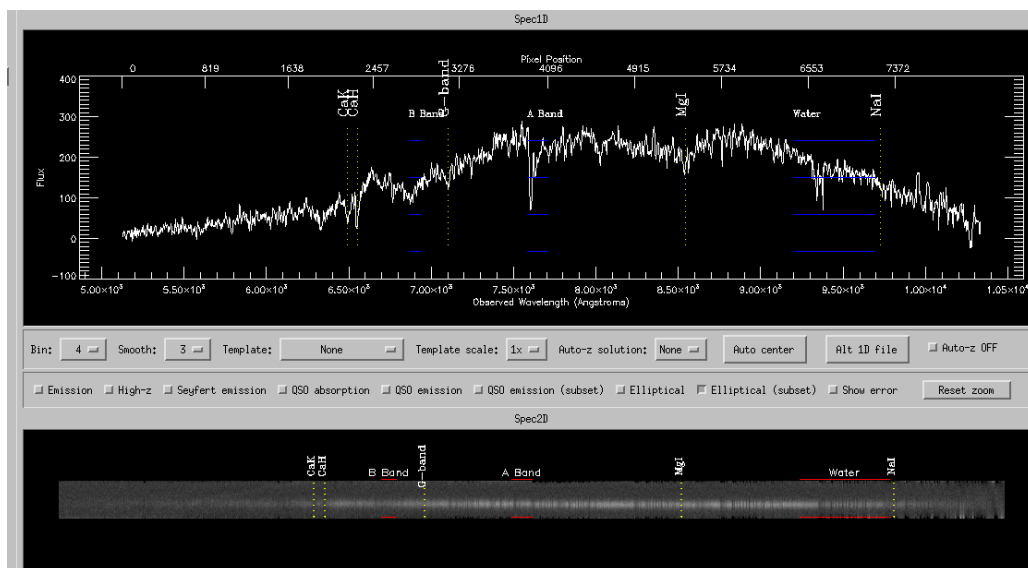 Spec1D
Pixel Position
0 819 1638 2457 3276 4096 4915 5734 6553 7372
400
300
200
100
0
-100
Flux
CaK
CaH
B Band
G-band
A Band
MgI
Water
NaI
5.00×10³ 5.50×10³ 6.00×10³ 6.50×10³ 7.00×10³ 7.50×10³ 8.00×10³ 8.50×10³ 9.00×10³ 9.50×10³ 1.00×10⁴ 1.05×10⁴
Observed Wavelength (Angstroms)
Bin: 4 Smooth: 3 Template: None Template scale: 1x Auto-z solution: None Auto center Alt 1D file Auto-z OFF
Emission High-z Seyfert emission QSO absorption QSO emission QSO emission (subset) Elliptical Elliptical (subset) Show error Reset zoom
Spec2D
CaK
CaH
B Band
G-band
A Band
MgI
Water
NaI